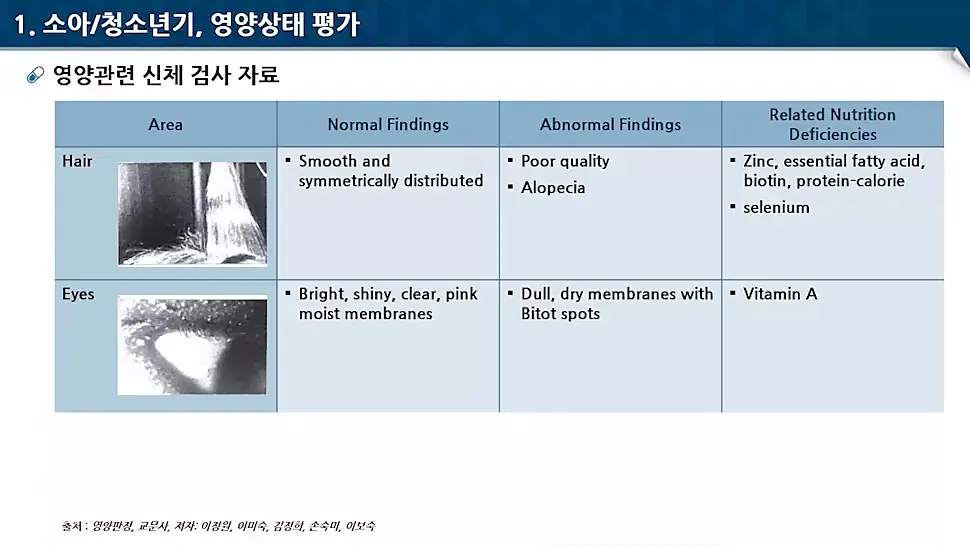 1. 소아/청소년기, 영양상태 평가
영양관련 신체 검사 자료
Area
Normal Findings
Abnormal Findings
Related Nutrition
Deficiencies
Hair
▪ Smooth and
symmetrically distributed
▪ Poor quality
▪ Alopecia
▪ Zinc, essential fatty acid,
biotin, protein-calorie
▪ selenium
Eyes
▪ Bright, shiny, clear, pink
moist membranes
▪ Dull, dry membranes with
Bitot spots
▪ Vitamin A
출처 : 영양판정, 교문사, 저자: 이정원, 이미숙, 김정희, 손숙미, 이보숙